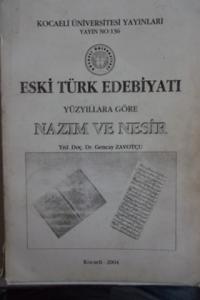 KOCAELİ ÜNİVERSİTESİ YAYINLARI
YAYIN NO:136
ESKİ TÜRK EDEBİYATI
YÜZYILLARA GÖRE
NAZIM VE NESİR
Yrd. Doç. Dr. Gencay ZAVOTÇU
Kocaeli - 2004